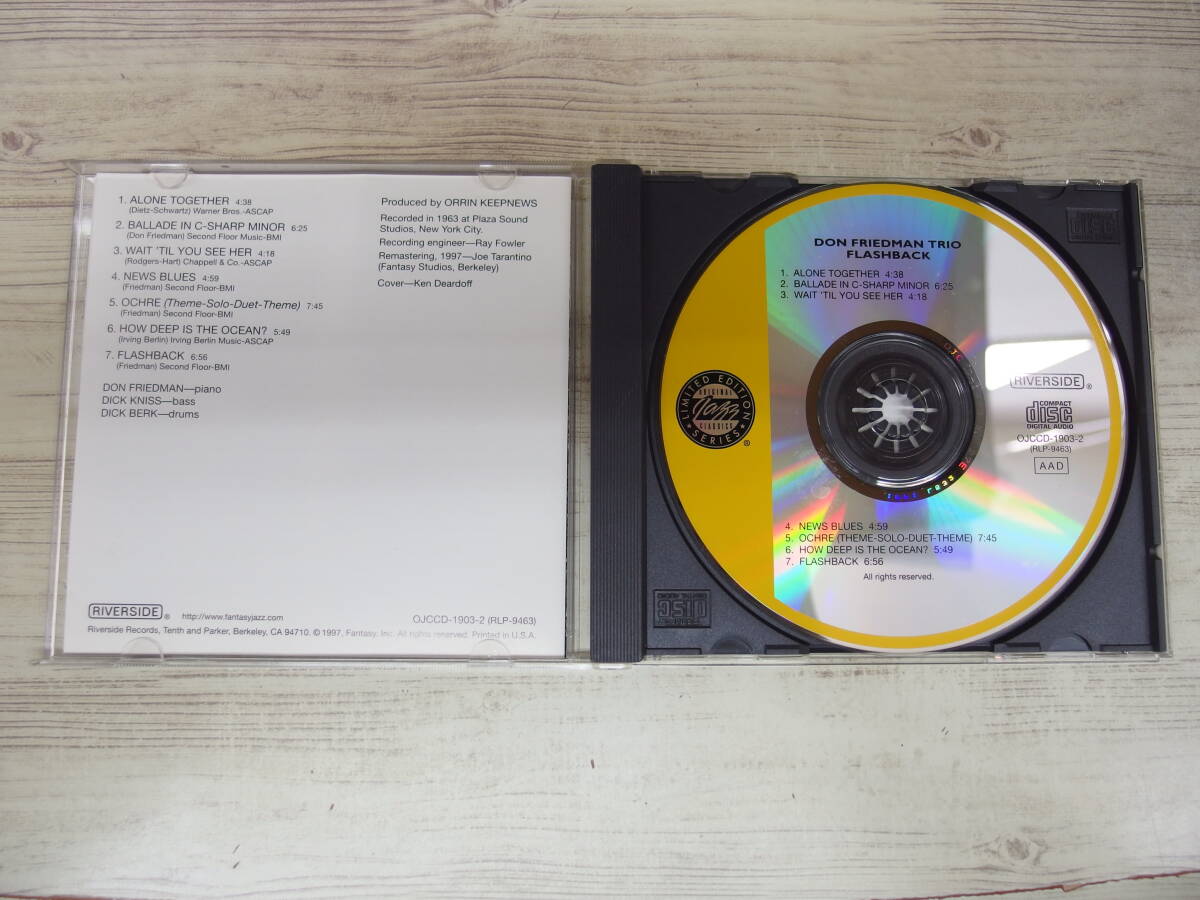 1. ALONE TOGETHER 4:38
(Dietz-Schwartz) Warner Bros.-ASCAP
2. BALLADE IN C-SHARP MINOR 6:25
(Don Friedman) Second Floor Music-BMI
3. WAIT 'TIL YOU SEE HER 4:18
(Rodgers-Hart) Chappell & Co.-ASCAP
4. NEWS BLUES 4:59
(Friedman) Second Floor-BMI
5. OCHRE (Theme-Solo-Duet-Theme) 7:45
(Friedman) Second Floor-BMI
6. HOW DEEP IS THE OCEAN? 5:49
(Irving Berlin) Irving Berlin Music-ASCAP
7. FLASHBACK 6:56
(Friedman) Second Floor-BMI
DON FRIEDMAN—piano
DICK KNISS—bass
DICK BERK—drums
Produced by ORRIN KEEPNEWS
Recorded in 1963 at Plaza Sound
Studios, New York City.
Recording engineer—Ray Fowler
Remastering, 1997—Joe Tarantino
(Fantasy Studios, Berkeley)
Cover—Ken Deardoff
RIVERSIDE ® http://www.fantasyjazz.com OJCCD-1903-2 (RLP-9463)
Riverside Records, Tenth and Parker, Berkeley, CA 94710. © 1997, Fantasy, Inc. All rights reserved. Printed in U.S.A.
DON FRIEDMAN TRIO
FLASHBACK
1. ALONE TOGETHER 4:38
2. BALLADE IN C-SHARP MINOR 6:25
3. WAIT 'TIL YOU SEE HER 4:18
LIMITED EDITION
ORIGINAL
Jazz
CLASSICS
SERIES ®
RIVERSIDE ®
COMPACT
disc
DIGITAL AUDIO
OJCCD-1903-2
(RLP-9463)
AAD
4. NEWS BLUES 4:59
5. OCHRE (THEME-SOLO-DUET-THEME) 7:45
6. HOW DEEP IS THE OCEAN? 5:49
7. FLASHBACK 6:56
All rights reserved.